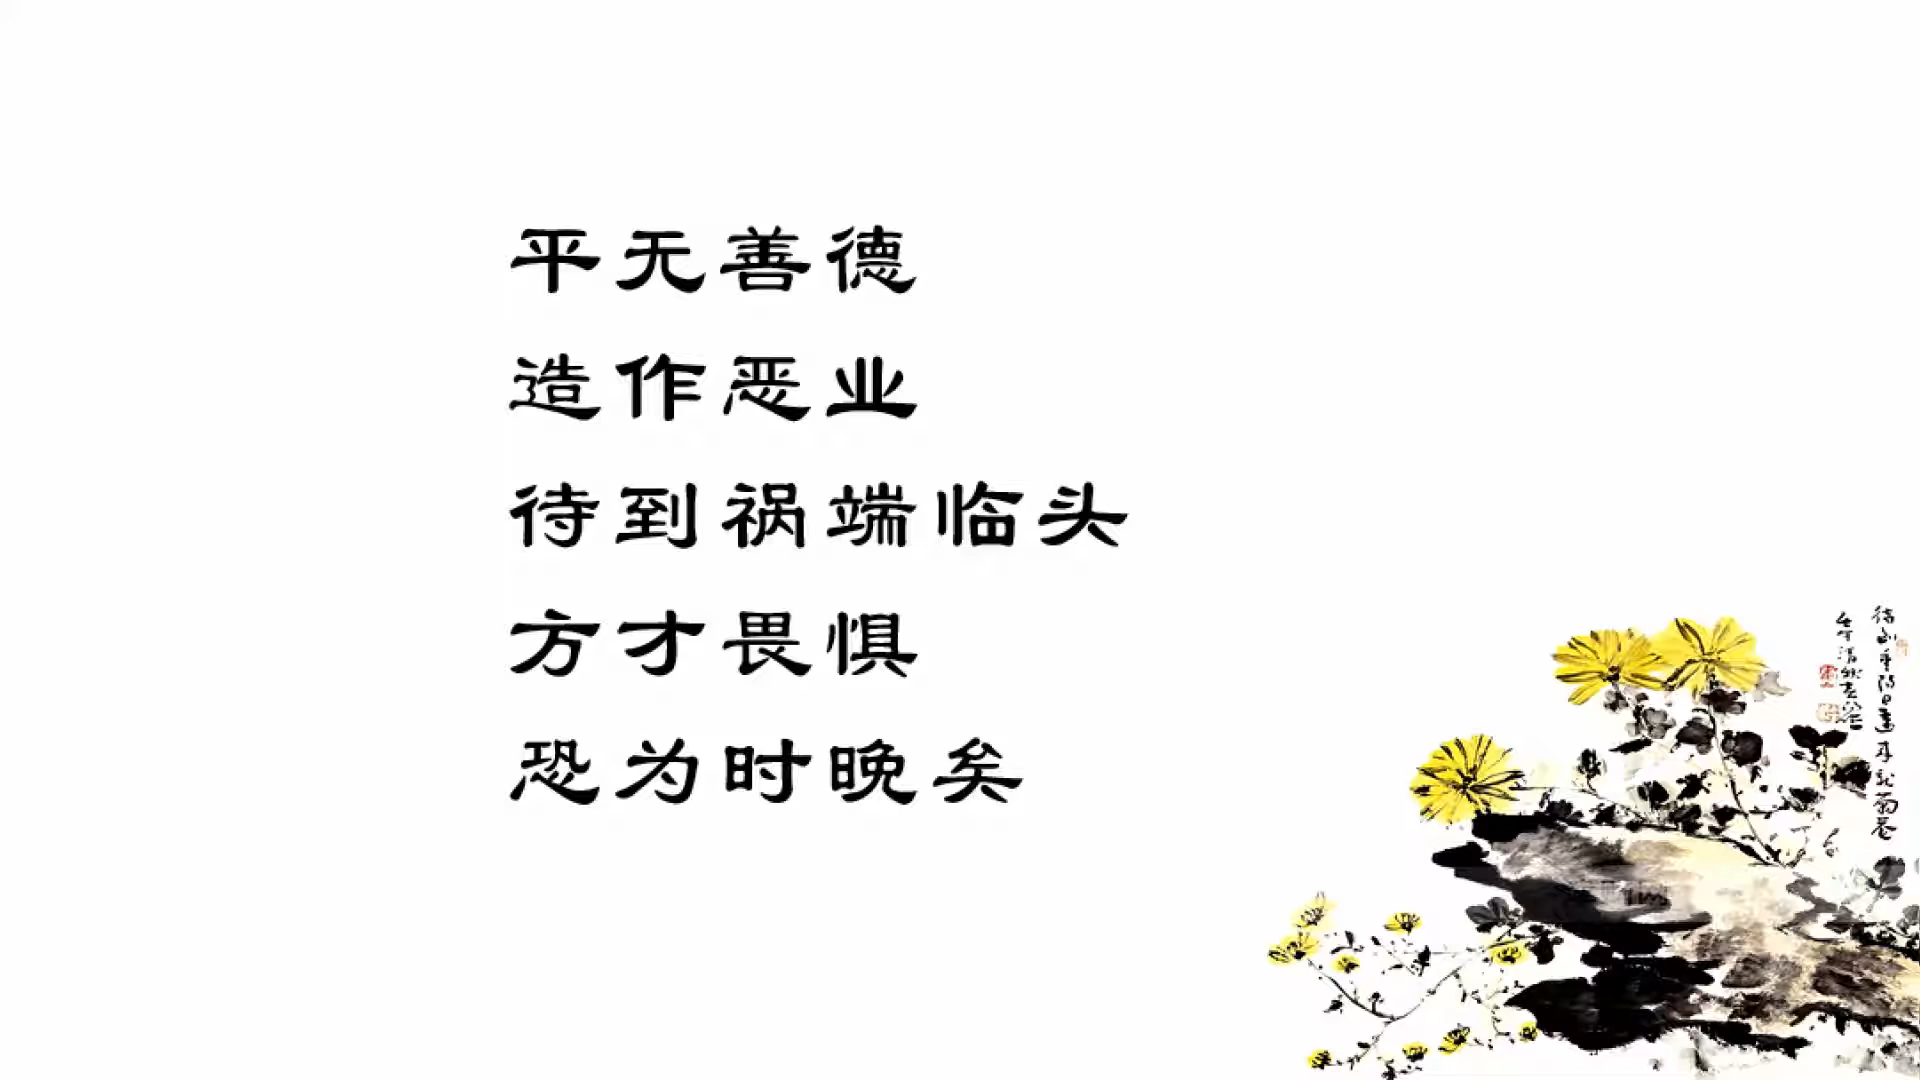 平无善德
造作恶业
待到祸端临头
方才畏惧
恐为时晚矣